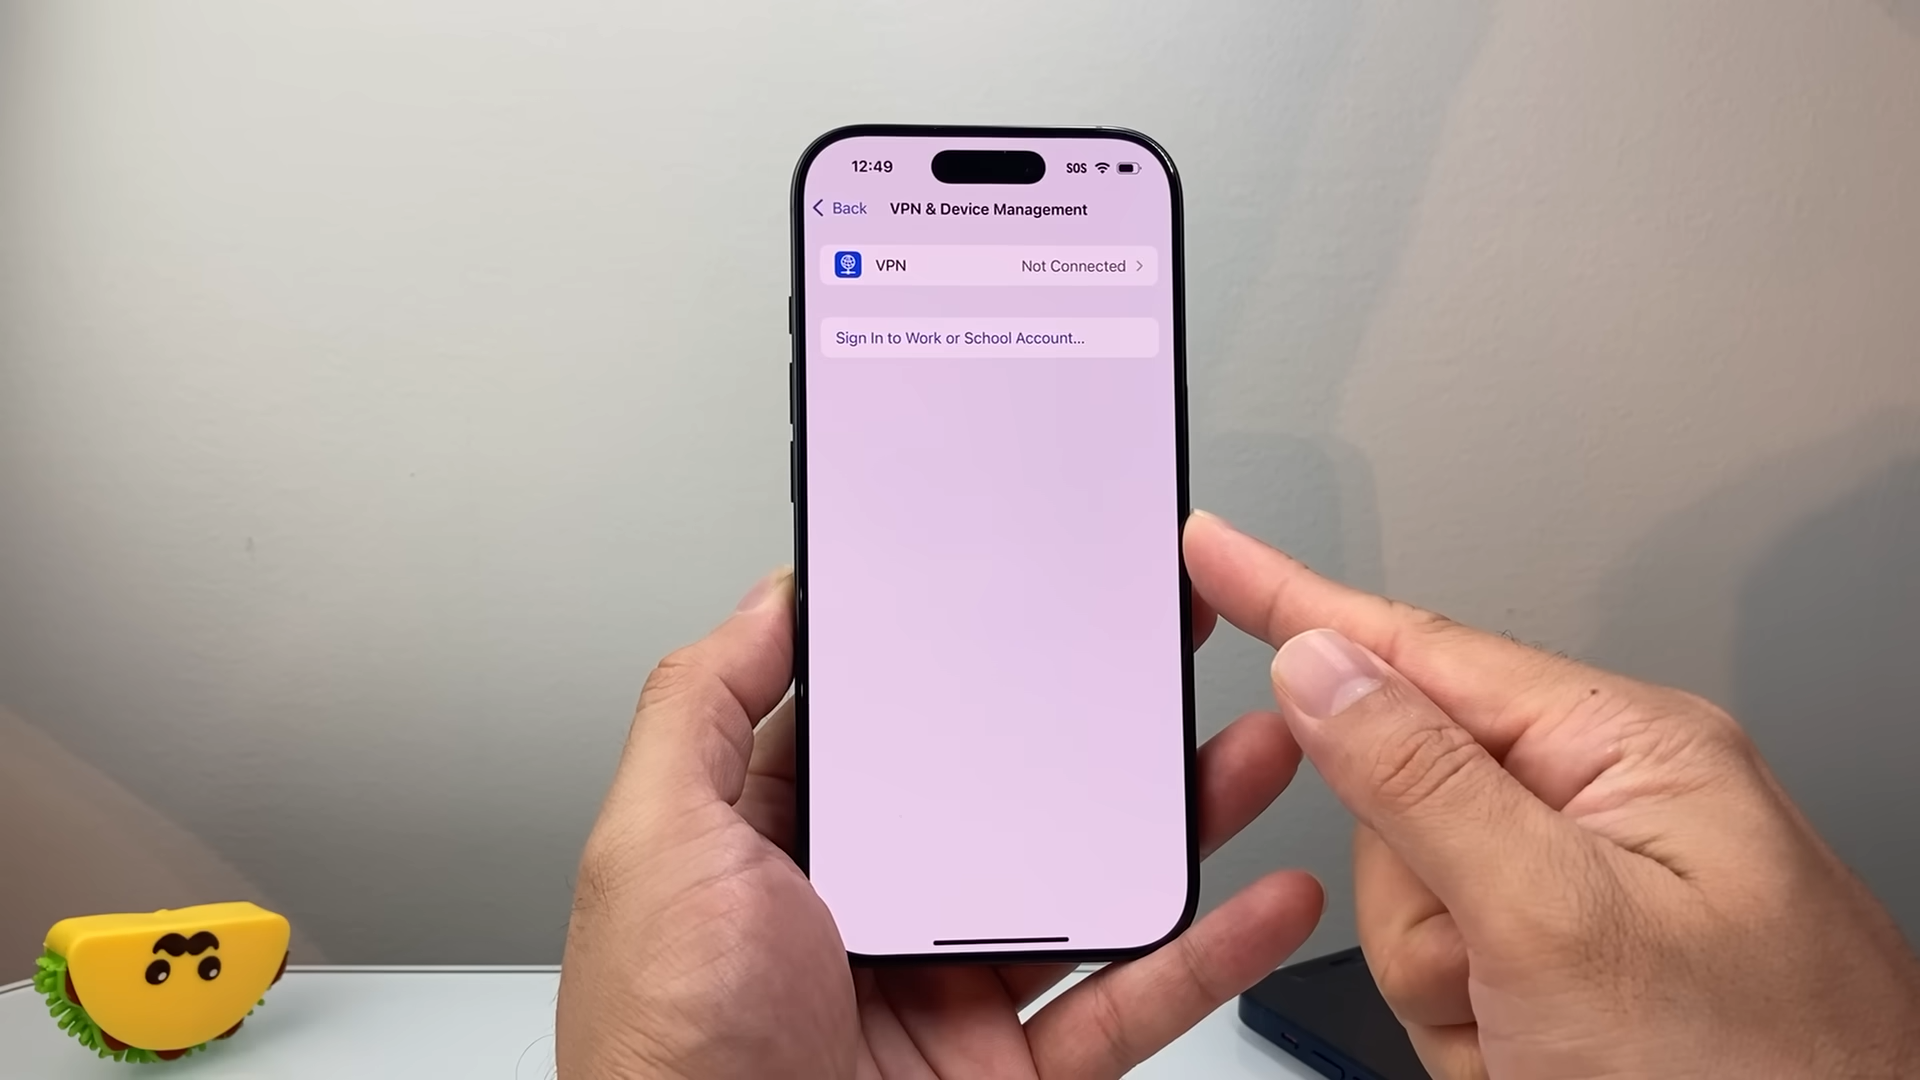 12:49 SOS
Back VPN & Device Management
VPN Not Connected
Sign In to Work or School Account...